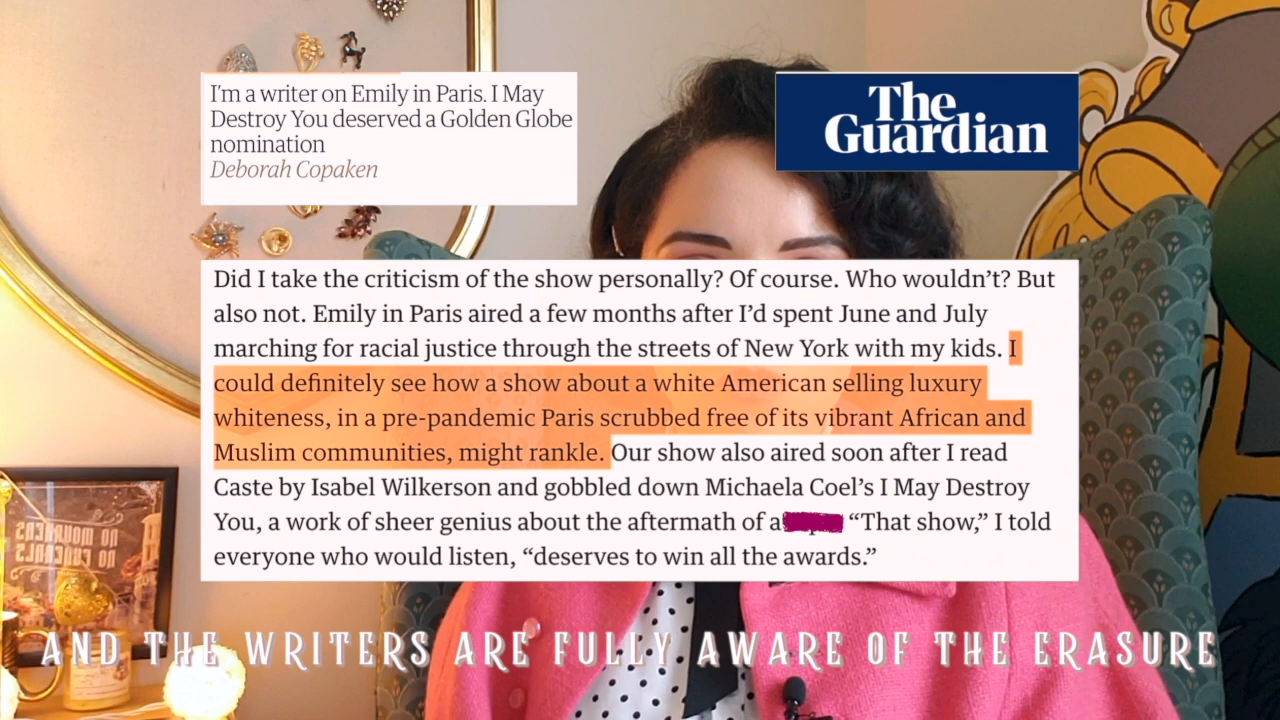 I'm a writer on Emily in Paris. I May
Destroy You deserved a Golden Globe
nomination
Deborah Copaken
The
Guardian
Did I take the criticism of the show personally? Of course. Who wouldn't? But
also not. Emily in Paris aired a few months after I'd spent June and July
marching for racial justice through the streets of New York with my kids. I
could definitely see how a show about a white American selling luxury
whiteness, in a pre-pandemic Paris scrubbed free of its vibrant African and
Muslim communities, might rankle. Our show also aired soon after I read
Caste by Isabel Wilkerson and gobbled down Michaela Coel's I May Destroy
You, a work of sheer genius about the aftermath of a “That show,” I told
everyone who would listen, “deserves to win all the awards.”
NO MOURNERS
NO FUNERALS
AND THE WRITERS ARE FULLY AWARE OF THE ERASURE